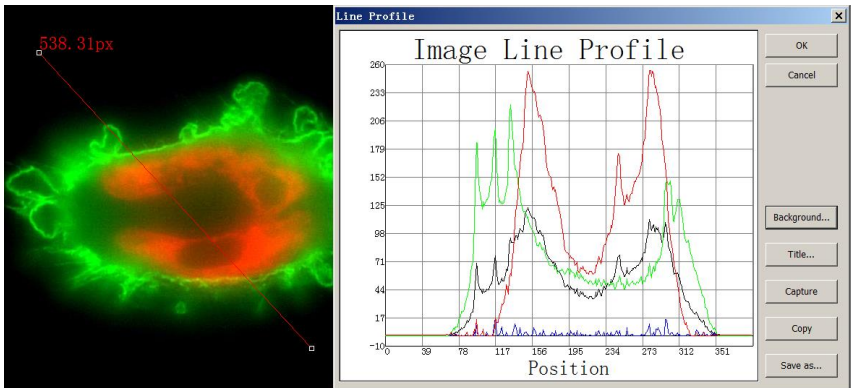 538.31px
Line Profile
Image Line Profile
260
233
206
179
152
125
98
71
44
17
-10
0 39 78 117 156 195 234 273 312 351
Position
OK
Cancel
Background...
Title...
Capture
Copy
Save as...